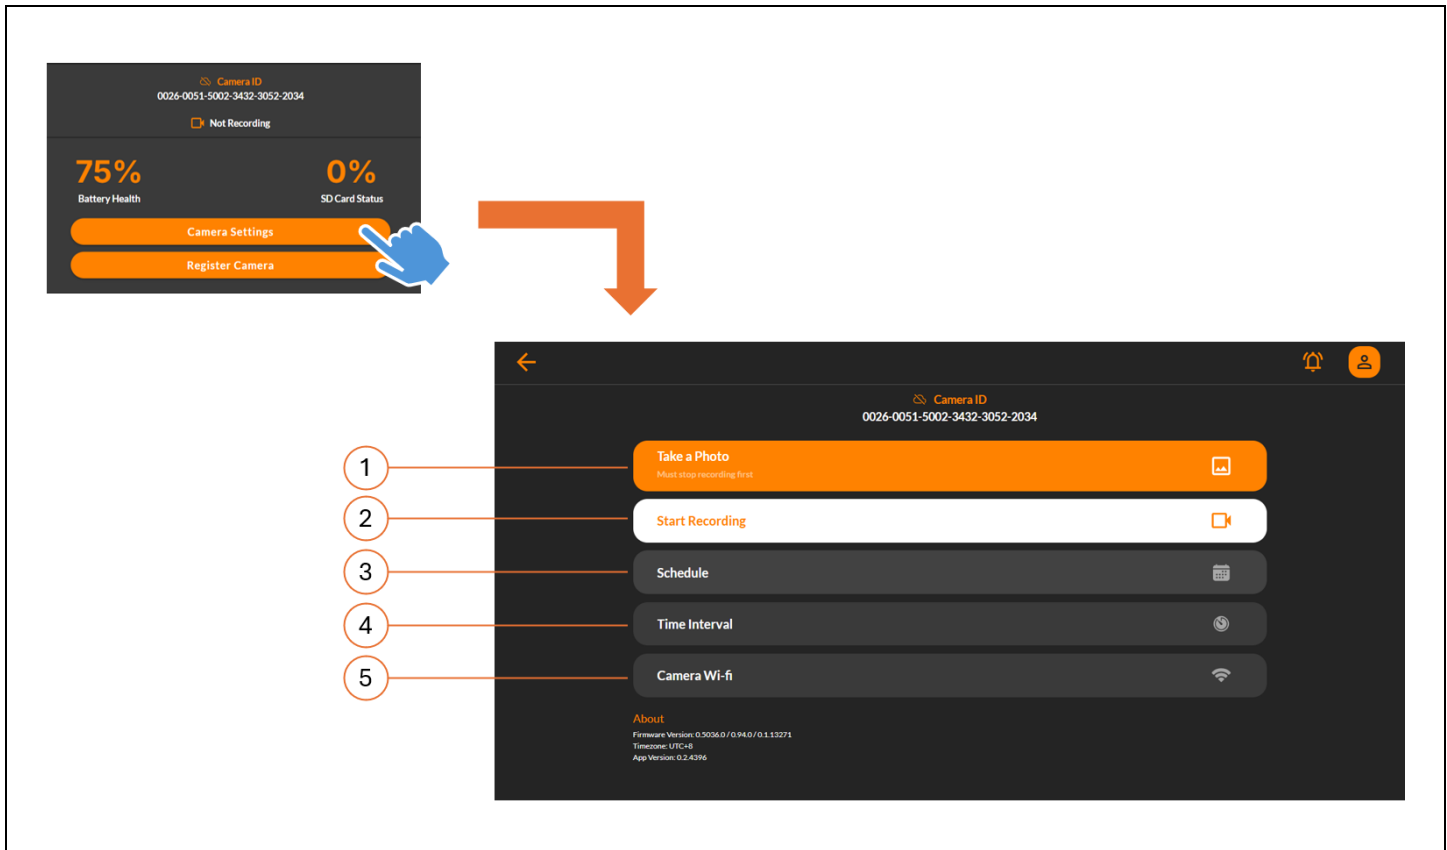 Camera ID
0026-0051-5002-3432-3052-2034
Not Recording
75%
Battery Health
0%
SD Card Status
Camera Settings
Register Camera
Camera ID
0026-0051-5002-3432-3052-2034
1
Take a Photo
Must stop recording first
2
Start Recording
3
Schedule
4
Time Interval
5
Camera Wi-fi
About
Firmware Version: 0.5036.0 / 0.94.0 / 0.1.13271
Timezone: UTC+8
App Version: 0.2.4396